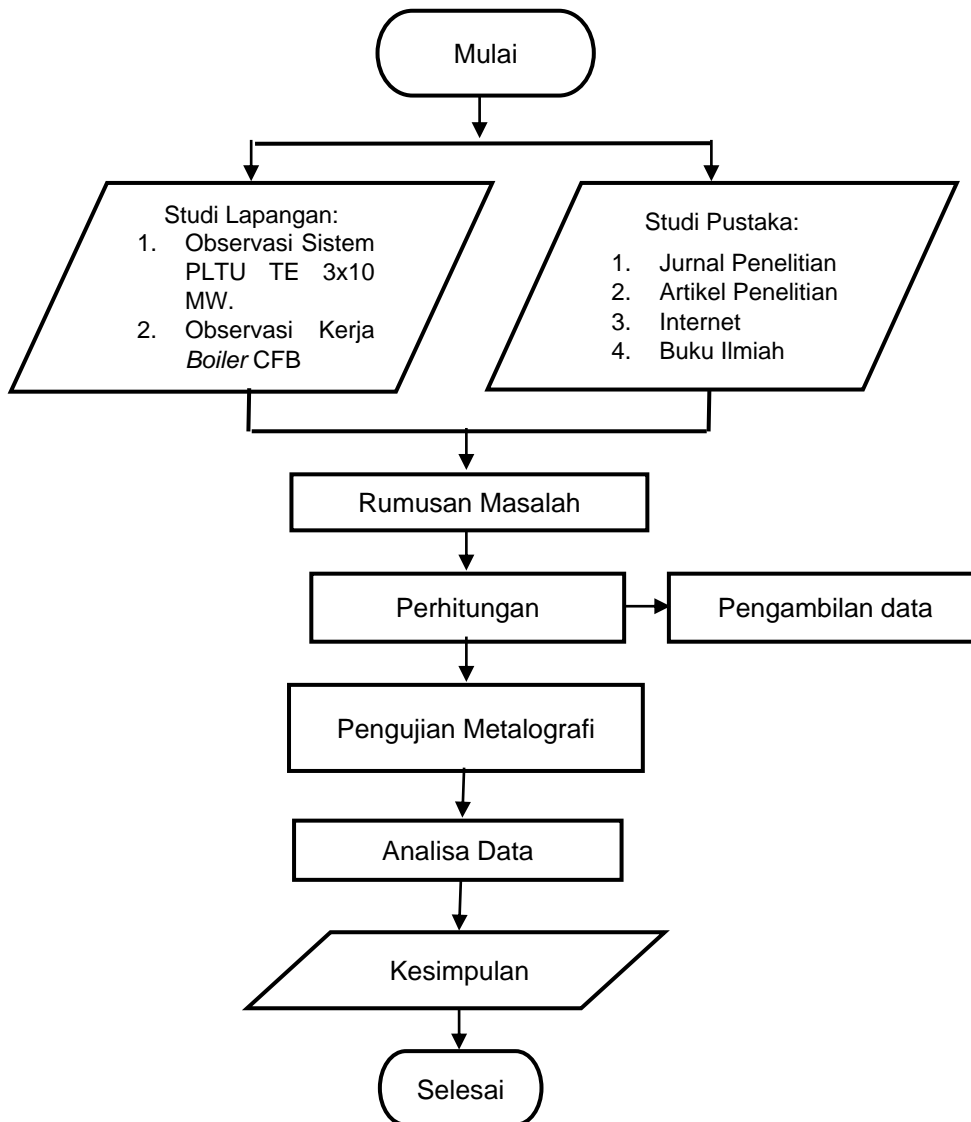 Mulai
Studi Lapangan:
1. Observasi Sistem
PLTU TE 3x10
MW.
2. Observasi Kerja
Boiler CFB
Studi Pustaka:
1. Jurnal Penelitian
2. Artikel Penelitian
3. Internet
4. Buku Ilmiah
Rumusan Masalah
Perhitungan
Pengambilan data
Pengujian Metalografi
Analisa Data
Kesimpulan
Selesai